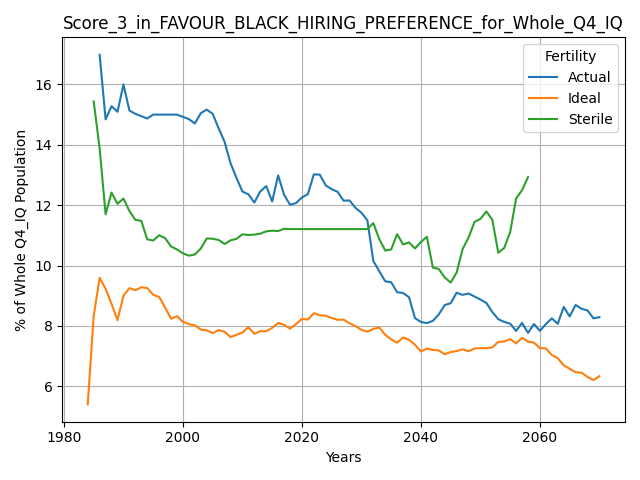 Score_3_in_FAVOUR_BLACK_HIRING_PREFERENCE_for_Whole_Q4_IQ
Fertility
Actual
Ideal
Sterile
% of Whole Q4_IQ Population
16
14
12
10
8
6
1980
2000
2020
2040
2060
Years